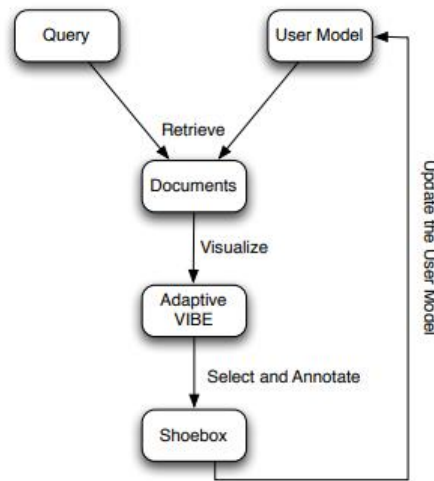 Query
User Model
Retrieve
Documents
Visualize
Adaptive
VIBE
Select and Annotate
Shoebox
Update the User Model